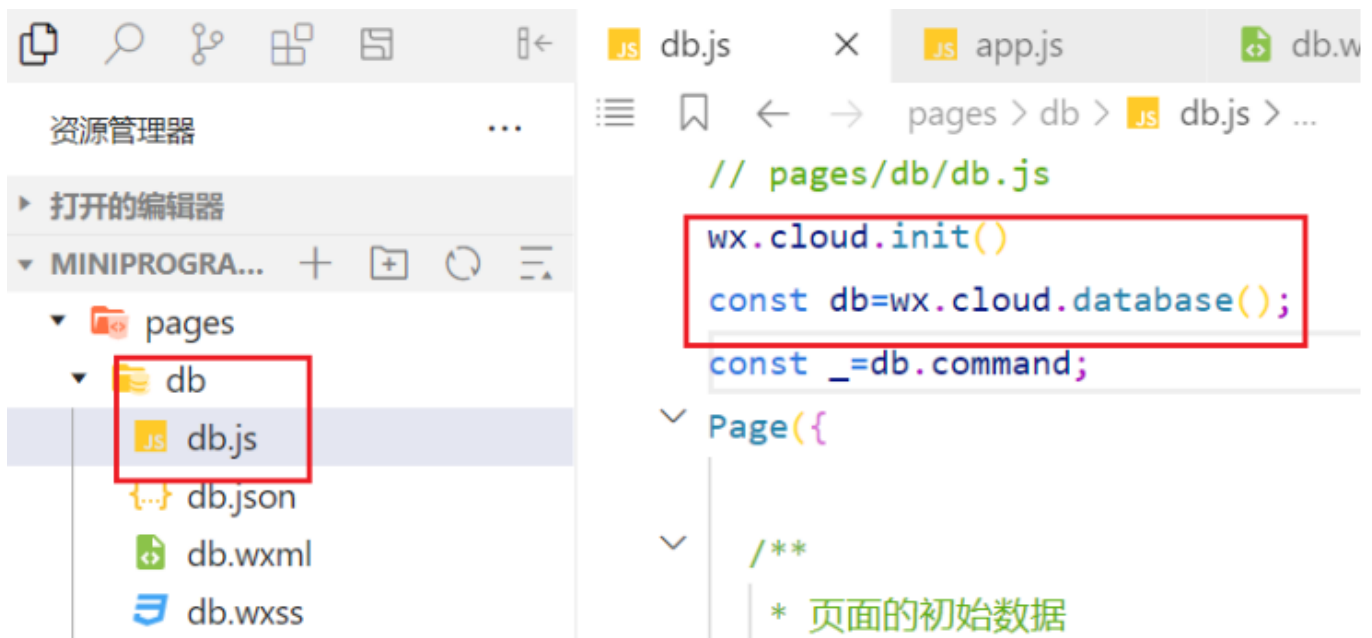 db.js
app.js
db.w
资源管理器
pages > db > JS db.js > ...
打开的编辑器
MINIPROGRA...
pages
db
JS db.js
{...} db.json
db.wxml
db.wxss
// pages/db/db.js
wx.cloud.init()
const db=wx.cloud.database();
const _=db.command;
Page({
/**
* 页面的初始数据